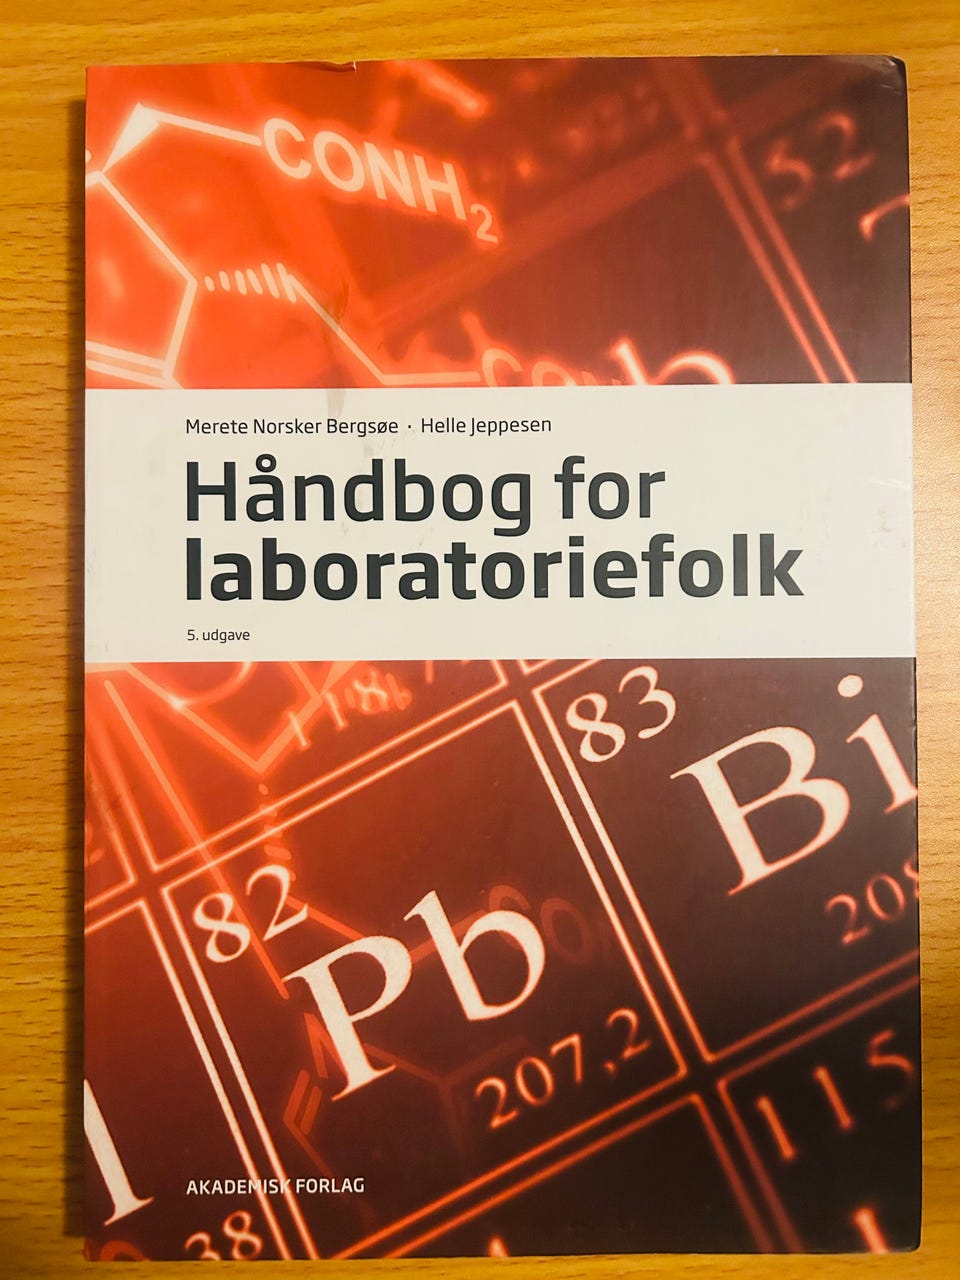 CONH2
52
Merete Norsker Bergsøe · Helle Jeppesen
Håndbog for
laboratoriefolk
5. udgave
83
Bi
82
Pb
207,2
115
AKADEMISK FORLAG